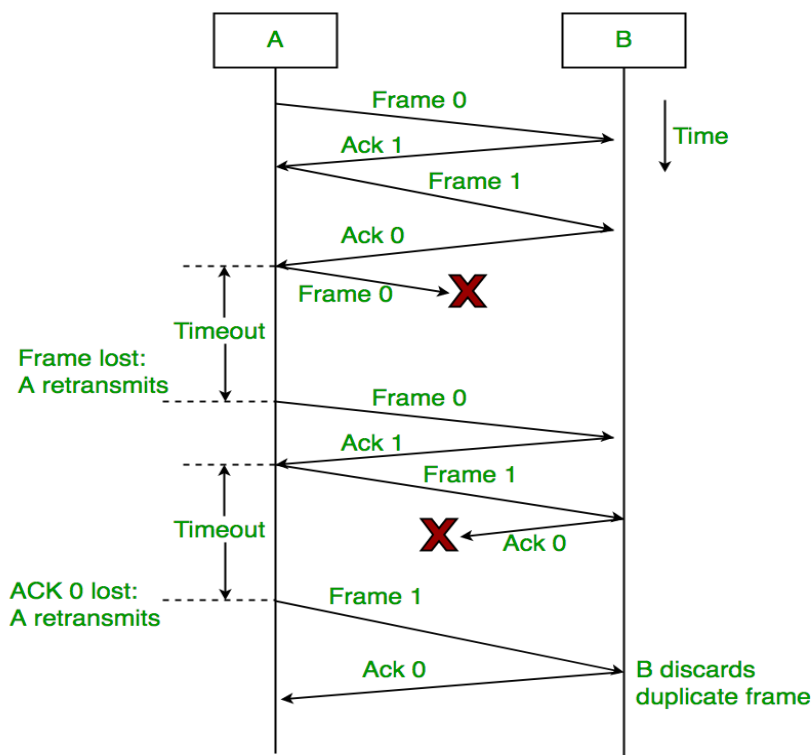 A
B
Frame 0
Ack 1
Time
Frame 1
Ack 0
Frame 0
X
Timeout
Frame lost:
A retransmits
Frame 0
Ack 1
Frame 1
X
Timeout
Ack 0
ACK 0 lost:
A retransmits
Frame 1
Ack 0
B discards
duplicate frame